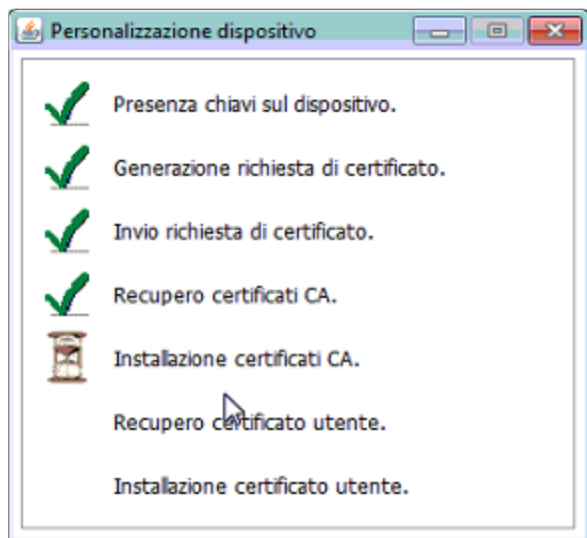 Personalizzazione dispositivo
Presenza chiavi sul dispositivo.
Generazione richiesta di certificato.
Invio richiesta di certificato.
Recupero certificati CA.
Installazione certificati CA.
Recupero certificato utente.
Installazione certificato utente.